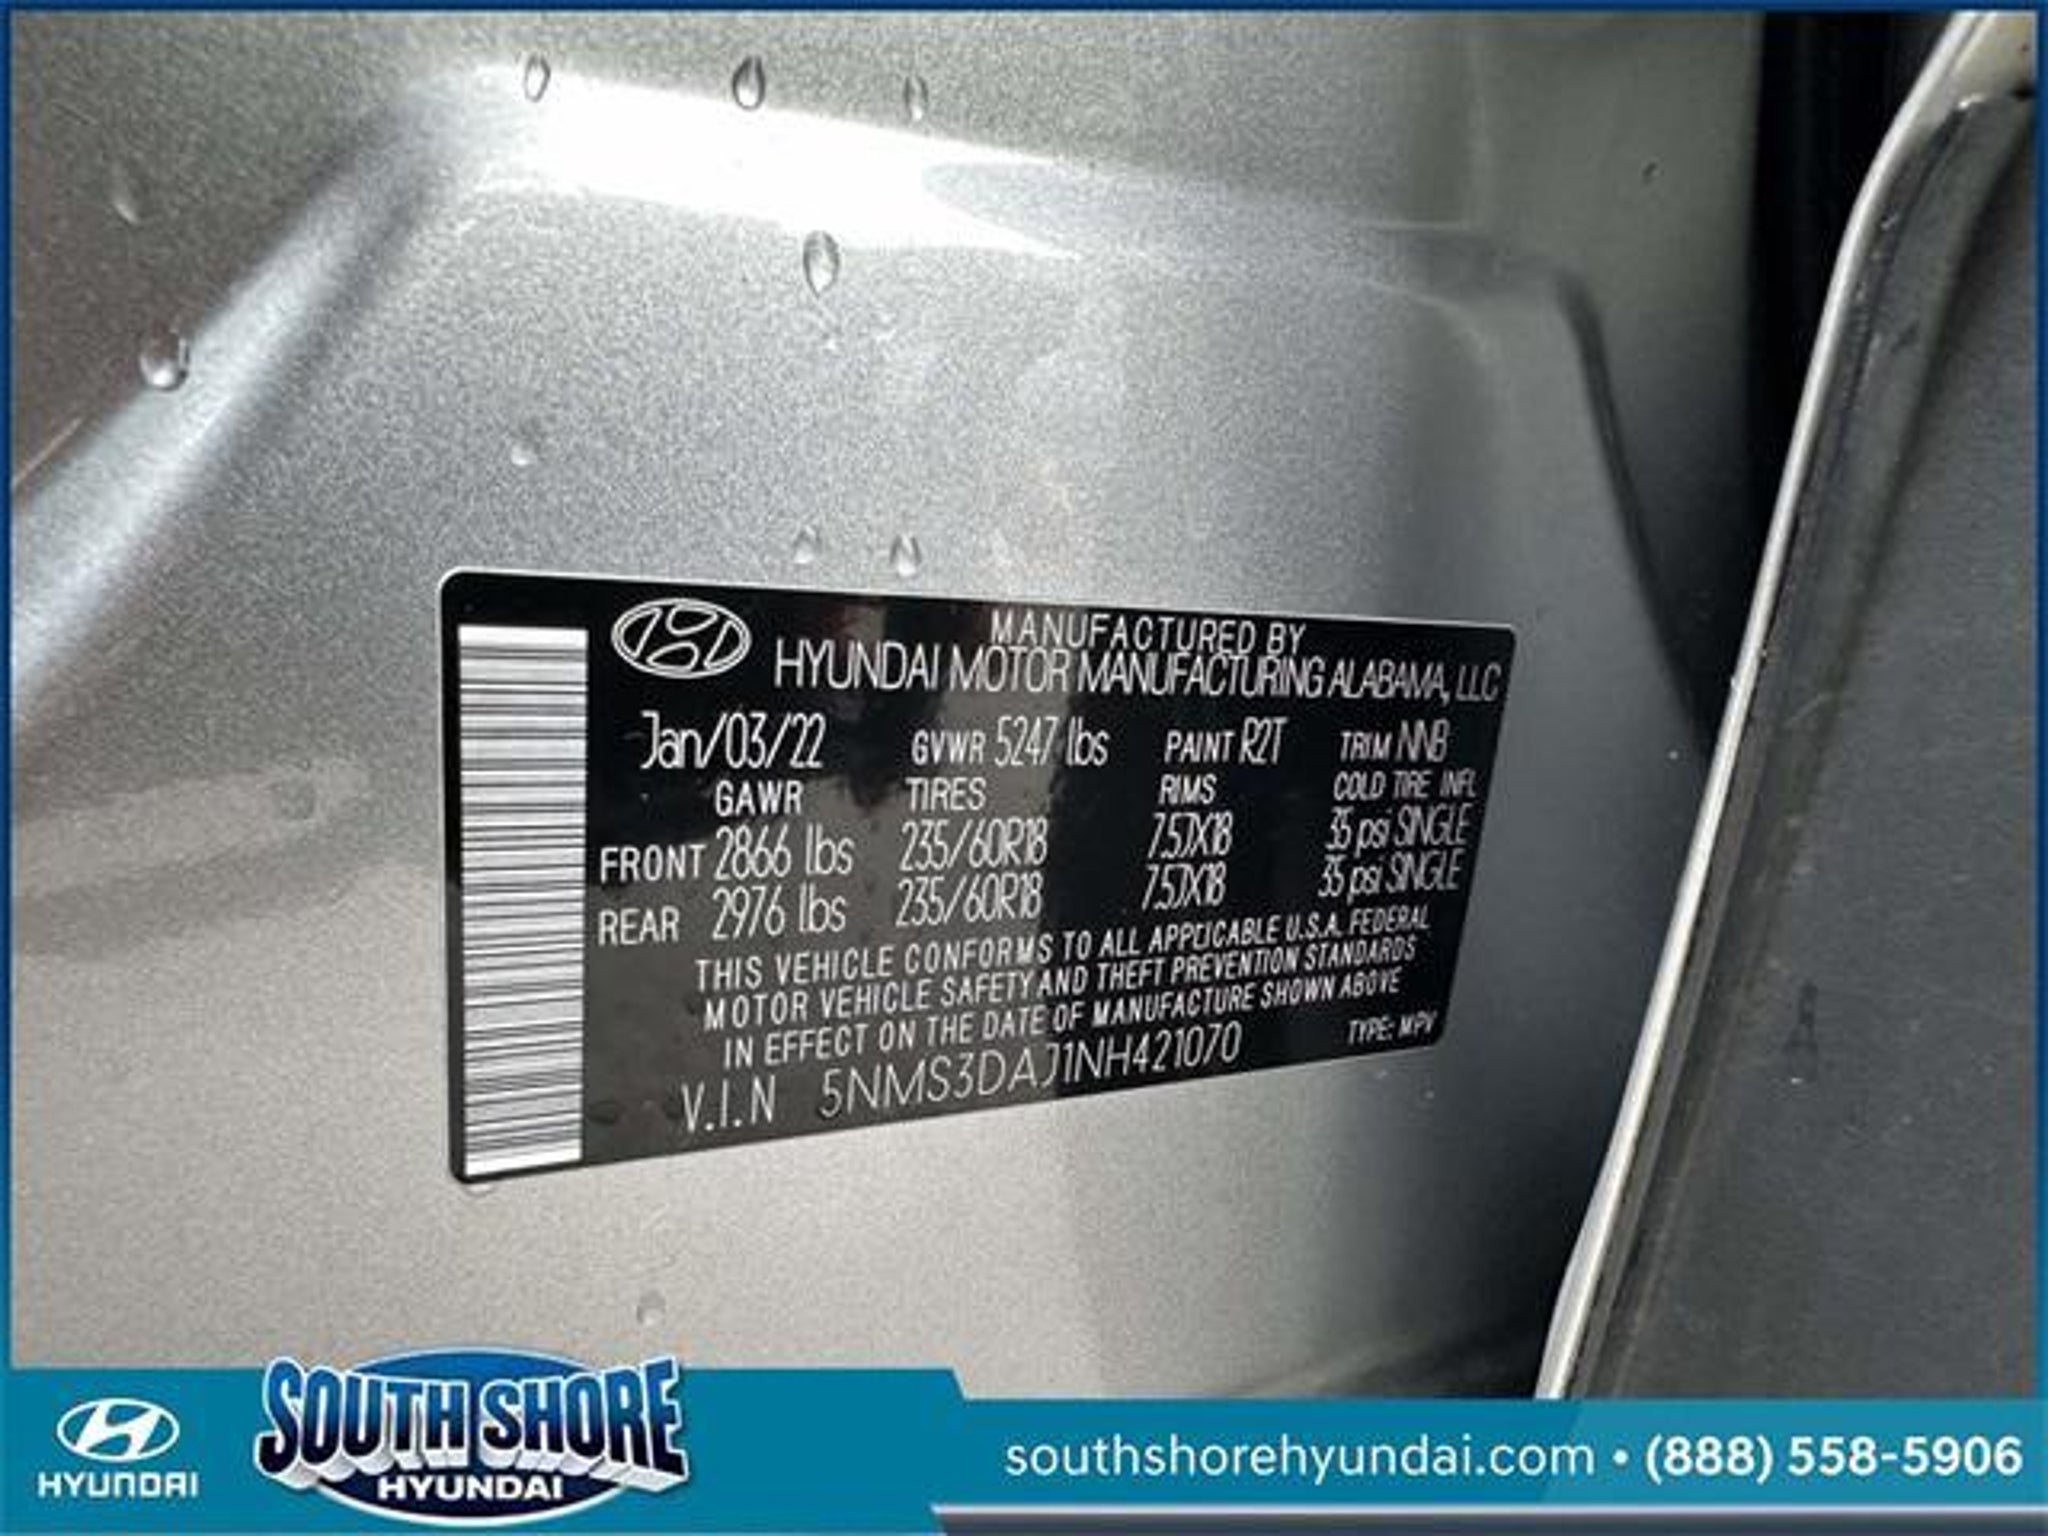 MANUFACTURED BY
HYUNDAI MOTOR MANUFACTURING ALABAMA, LLC
Jan/03/22 GVWR 5247 lbs PAINT R2T TRIM NNB
GAWR TIRES RIMS COLD TIRE INFL
FRONT 2866 lbs 235/60R18 7.5JX18 35 psi SINGLE
REAR 2976 lbs 235/60R18 7.5JX18 35 psi SINGLE
THIS VEHICLE CONFORMS TO ALL APPLICABLE U.S.A. FEDERAL
MOTOR VEHICLE SAFETY AND THEFT PREVENTION STANDARDS
IN EFFECT ON THE DATE OF MANUFACTURE SHOWN ABOVE
V.I.N 5NMS3DAJ1NH421070 TYPE: MPV
HYUNDAI
SOUTH SHORE
HYUNDAI
southshorehyundai.com • (888) 558-5906